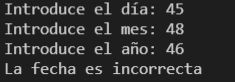 Introduce el día: 45
Introduce el mes: 48
Introduce el año: 46
La fecha es incorrecta